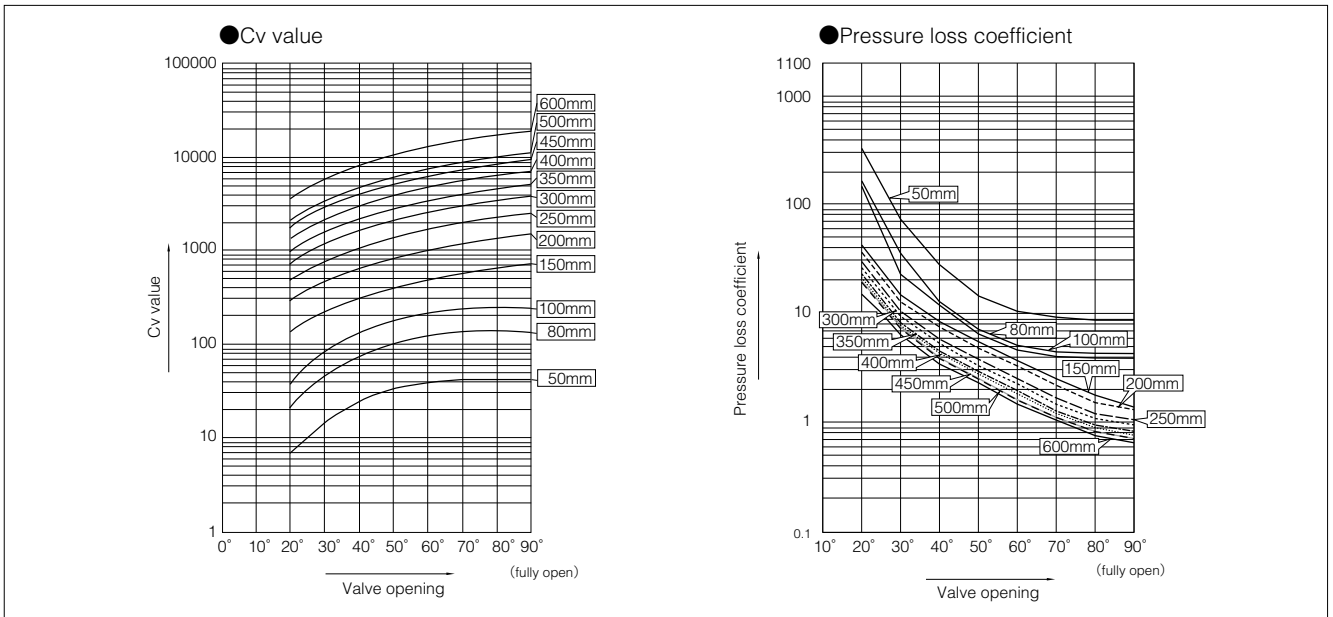 ●Cv value
100000
10000
1000
100
10
1
Cv value
0° 10° 20° 30° 40° 50° 60° 70° 80° 90°
(fully open)
Valve opening
600mm
500mm
450mm
400mm
350mm
300mm
250mm
200mm
150mm
100mm
80mm
50mm
●Pressure loss coefficient
1100
1000
100
10
1
0.1
Pressure loss coefficient
10° 20° 30° 40° 50° 60° 70° 80° 90°
(fully open)
Valve opening
50mm
300mm
80mm
350mm
100mm
400mm
150mm
450mm
200mm
500mm
250mm
600mm